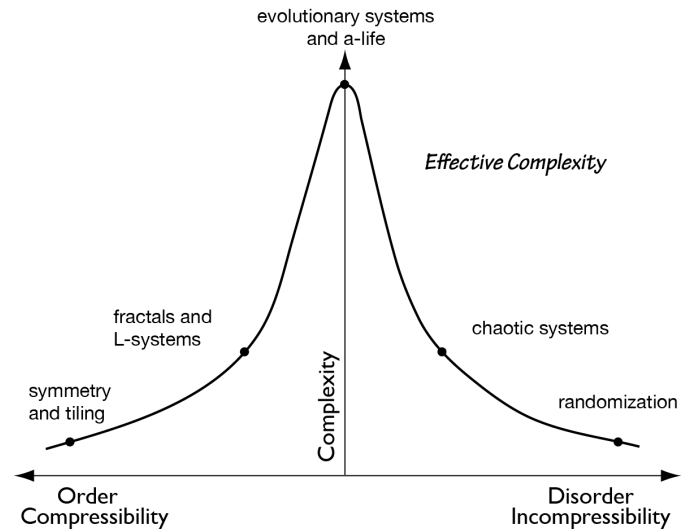 evolutionary systems
and a-life
Effective Complexity
fractals and
L-systems
chaotic systems
symmetry
and tiling
randomization
Complexity
Order
Compressibility
Disorder
Incompressibility